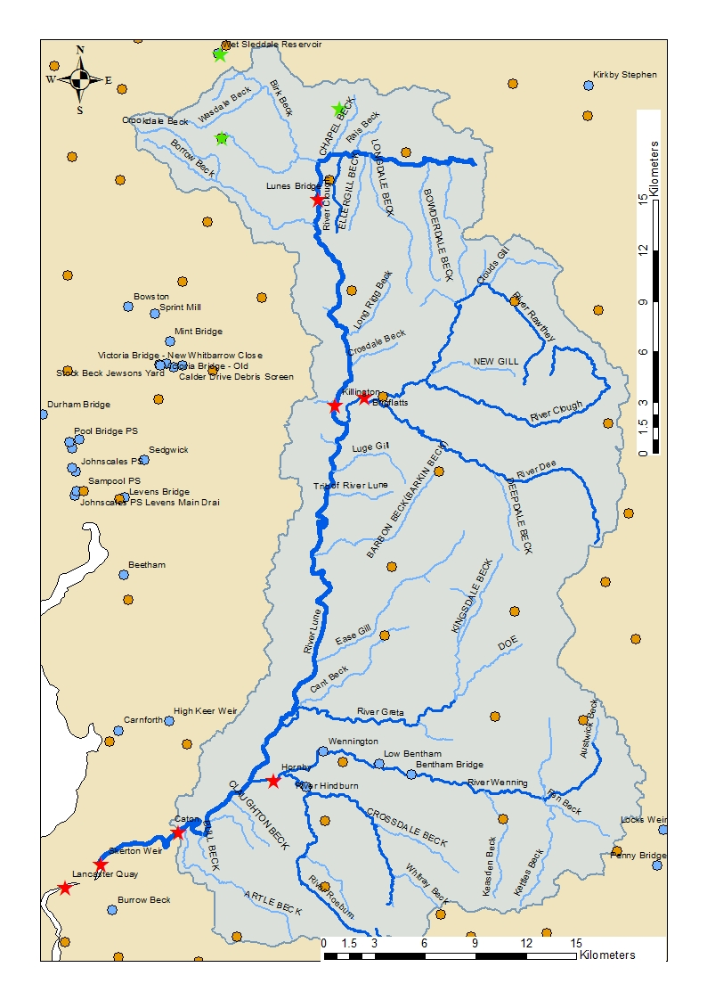 Wet Sleddale Reservoir
N
W E
S
Kirkby Stephen
Birk Beck
Wasdale Beck
CHAPEL BECK
Crookdale Beck
Rais Beck
Borrow Beck
LONGSDALE BECK
Kilometers
15
12
9
6
3
1.5
0
Lunes Bridge
River Clough
ELLERGILL BECK
BOWDERDALE BECK
Clouds Gill
Long Rigg Beck
River Rawthey
Bowston
Sprint Mill
Mint Bridge
Crosdale Beck
Victoria Bridge - New Whitbarrow Close
Victoria Bridge - Old
Stock Beck Jewsons Yard
Calder Drive Debris Screen
NEW GILL
Killington
Brigflatts
Durham Bridge
River Clough
Pool Bridge PS
Sedgwick
Luge Gill
Johnscales PS
River Dee
Sampool PS
Trib of River Lune
BARBON BECK(BARKIN BECK)
DEEPDALE BECK
Levens Bridge
Johnscales PS Levens Main Drai
Beetham
KINGSDALE BECK
River Lune
Ease Gill
DOE
Cant Beck
High Keer Weir
River Greta
Carnforth
Austwick Beck
Wennington
Low Bentham
Bentham Bridge
Hornby
River Hindburn
River Wenning
Fen Beck
CLAUGHTON BECK
CROSSDALE BECK
Caton
Locks Weir
BULL BECK
Skerton Weir
Penny Bridge
Keasden Beck
Kettles Beck
Whitray Beck
Lancaster Quay
River Roeburn
ARTLE BECK
Burrow Beck
0 1.5 3 6 9 12 15
Kilometers